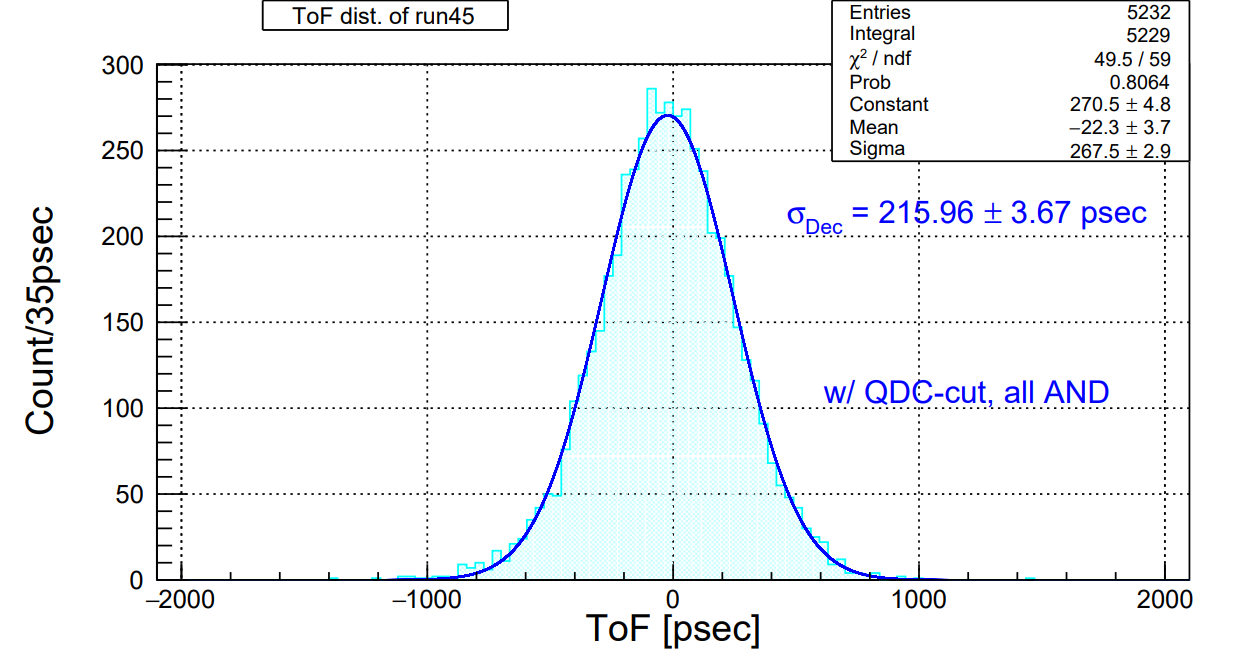 ToF dist. of run45
Entries 5232
Integral 5229
χ² / ndf 49.5 / 59
Prob 0.8064
Constant 270.5 ± 4.8
Mean −22.3 ± 3.7
Sigma 267.5 ± 2.9
300
250
200
150
100
50
0
Count/35psec
σDec = 215.96 ± 3.67 psec
w/ QDC-cut, all AND
−2000 −1000 0 1000 2000
ToF [psec]